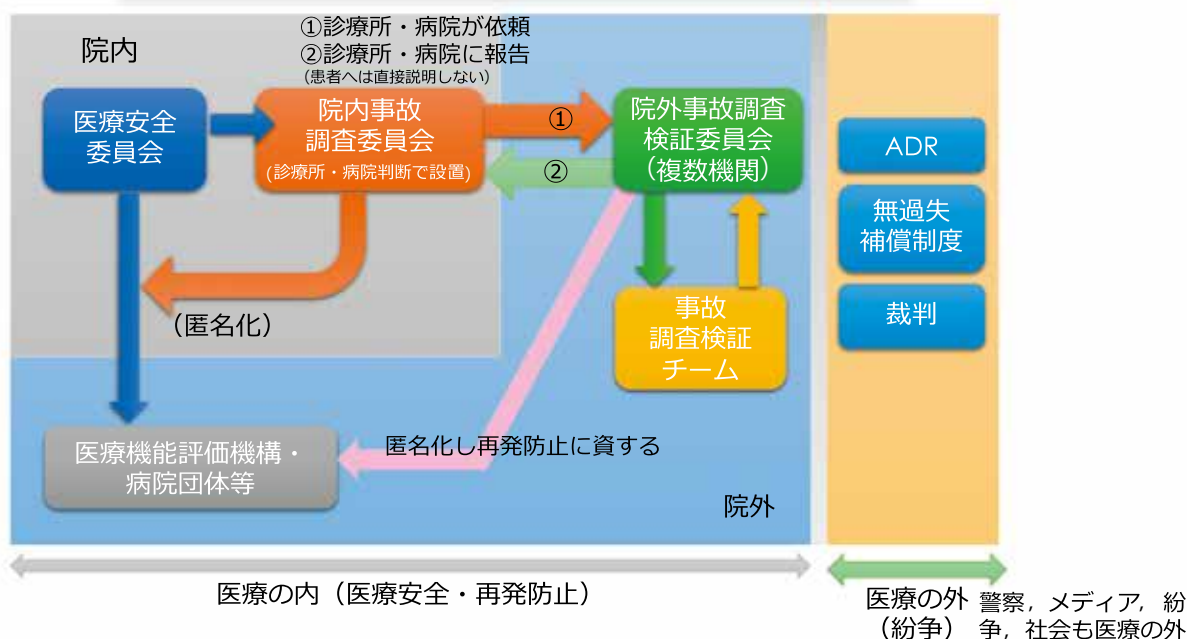 ①診療所・病院が依頼
②診療所・病院に報告
（患者へは直接説明しない）
院内
医療安全
委員会
院内事故
調査委員会
(診療所・病院判断で設置)
①
②
院外事故調査
検証委員会
（複数機関）
（匿名化）
事故
調査検証
チーム
医療機能評価機構・
病院団体等
匿名化し再発防止に資する
院外
ADR
無過失
補償制度
裁判
医療の内（医療安全・再発防止）
医療の外
（紛争）
警察，メディア，紛
争，社会も医療の外